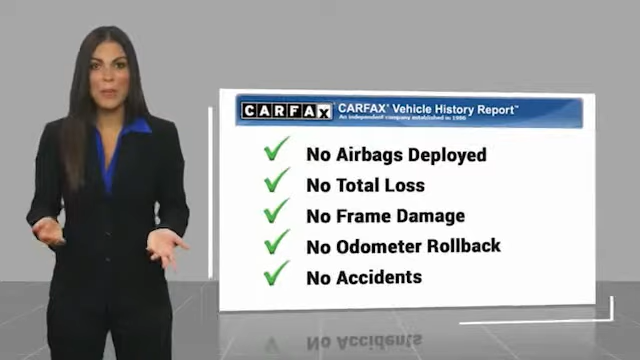 CARFAX CARFAX® Vehicle History Report™
An independent company established in 1986
No Airbags Deployed
No Total Loss
No Frame Damage
No Odometer Rollback
No Accidents